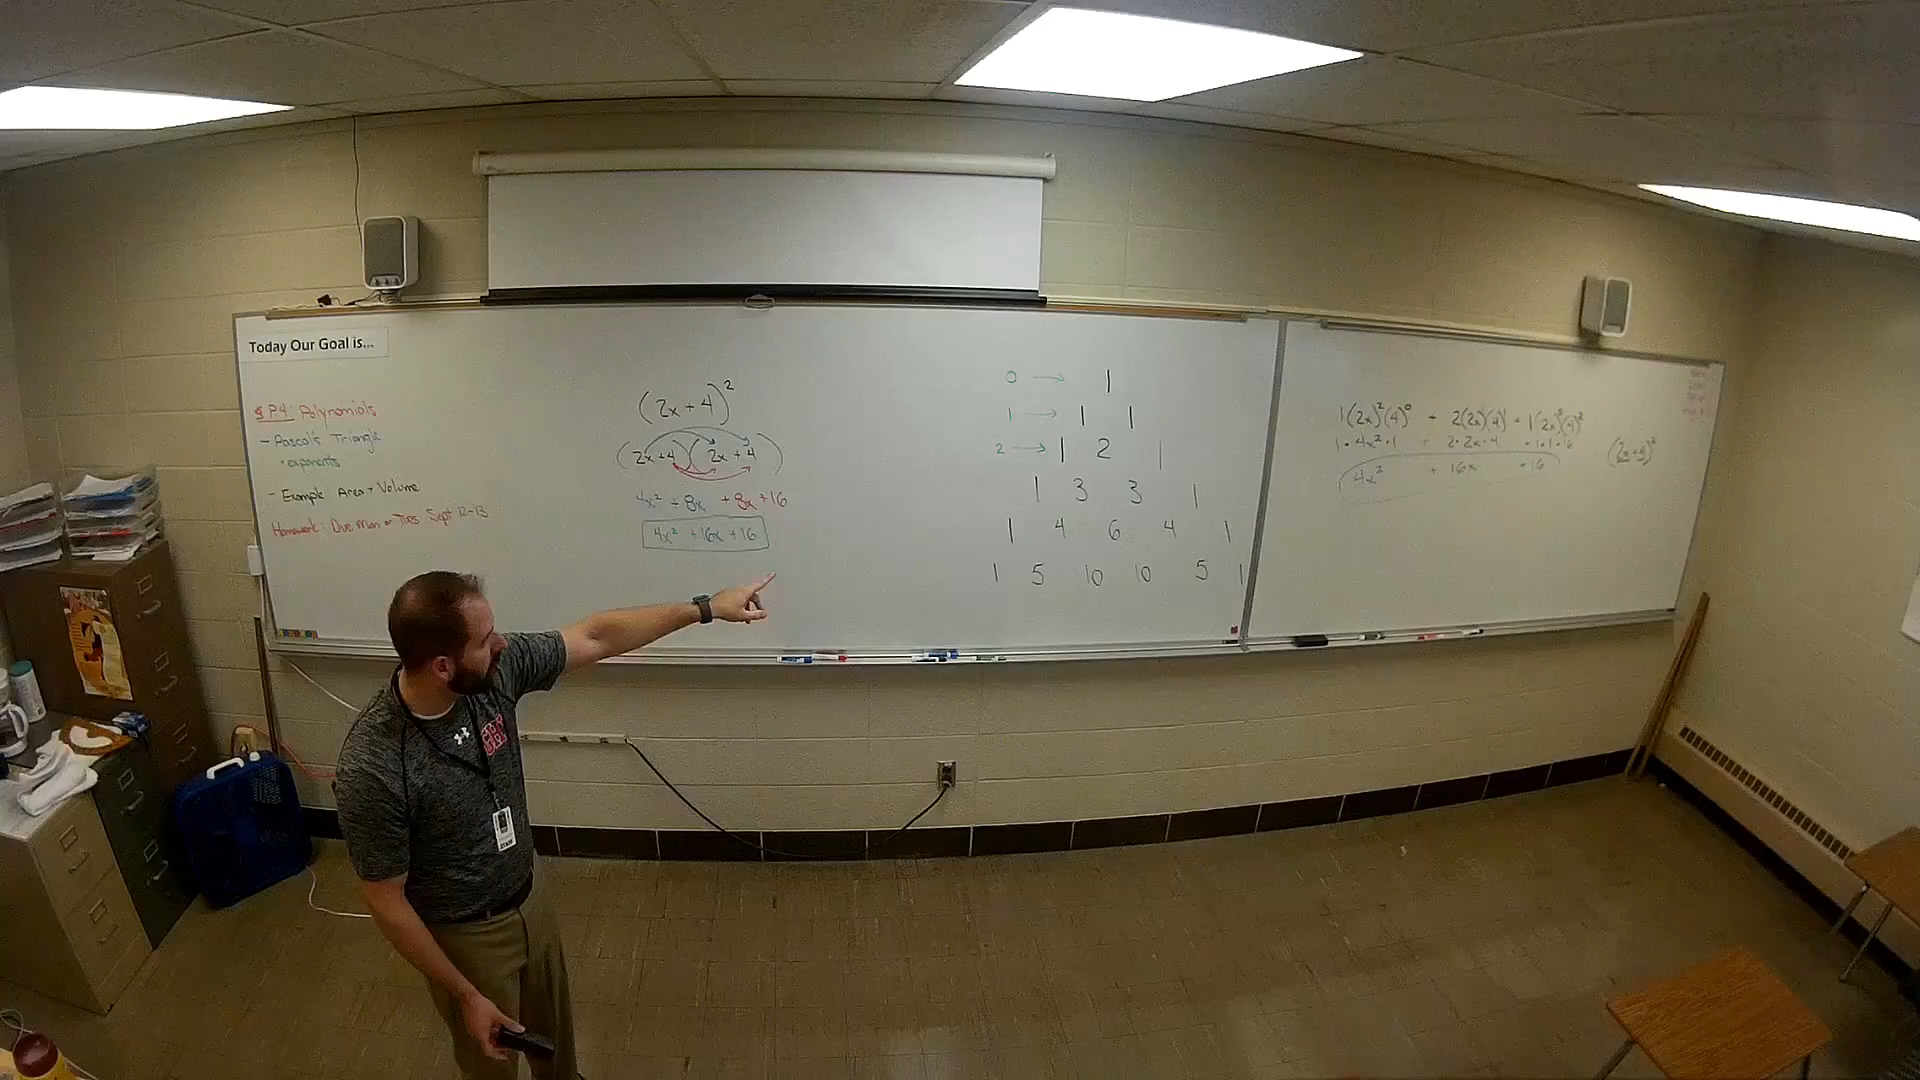 Today Our Goal is...
§ P.4: Polynomials
- Pascal's Triangle
• exponents
- Example Area + Volume
Homework: Due Mon or Tues Sept 12-13
(2x+4)²
(2x+4)(2x+4)
4x² + 8x + 8x + 16
4x² + 16x + 16
0 → 1
1 → 1 1
2 → 1 2 1
1 3 3 1
1 4 6 4 1
1 5 10 10 5 1
1(2x)²(4)⁰ + 2(2x)(4)¹ + 1(2x)⁰(4)²
1·4x²·1 + 2·2x·4 + 1·1·16
4x² + 16x + 16
(2x+4)²
STAFF